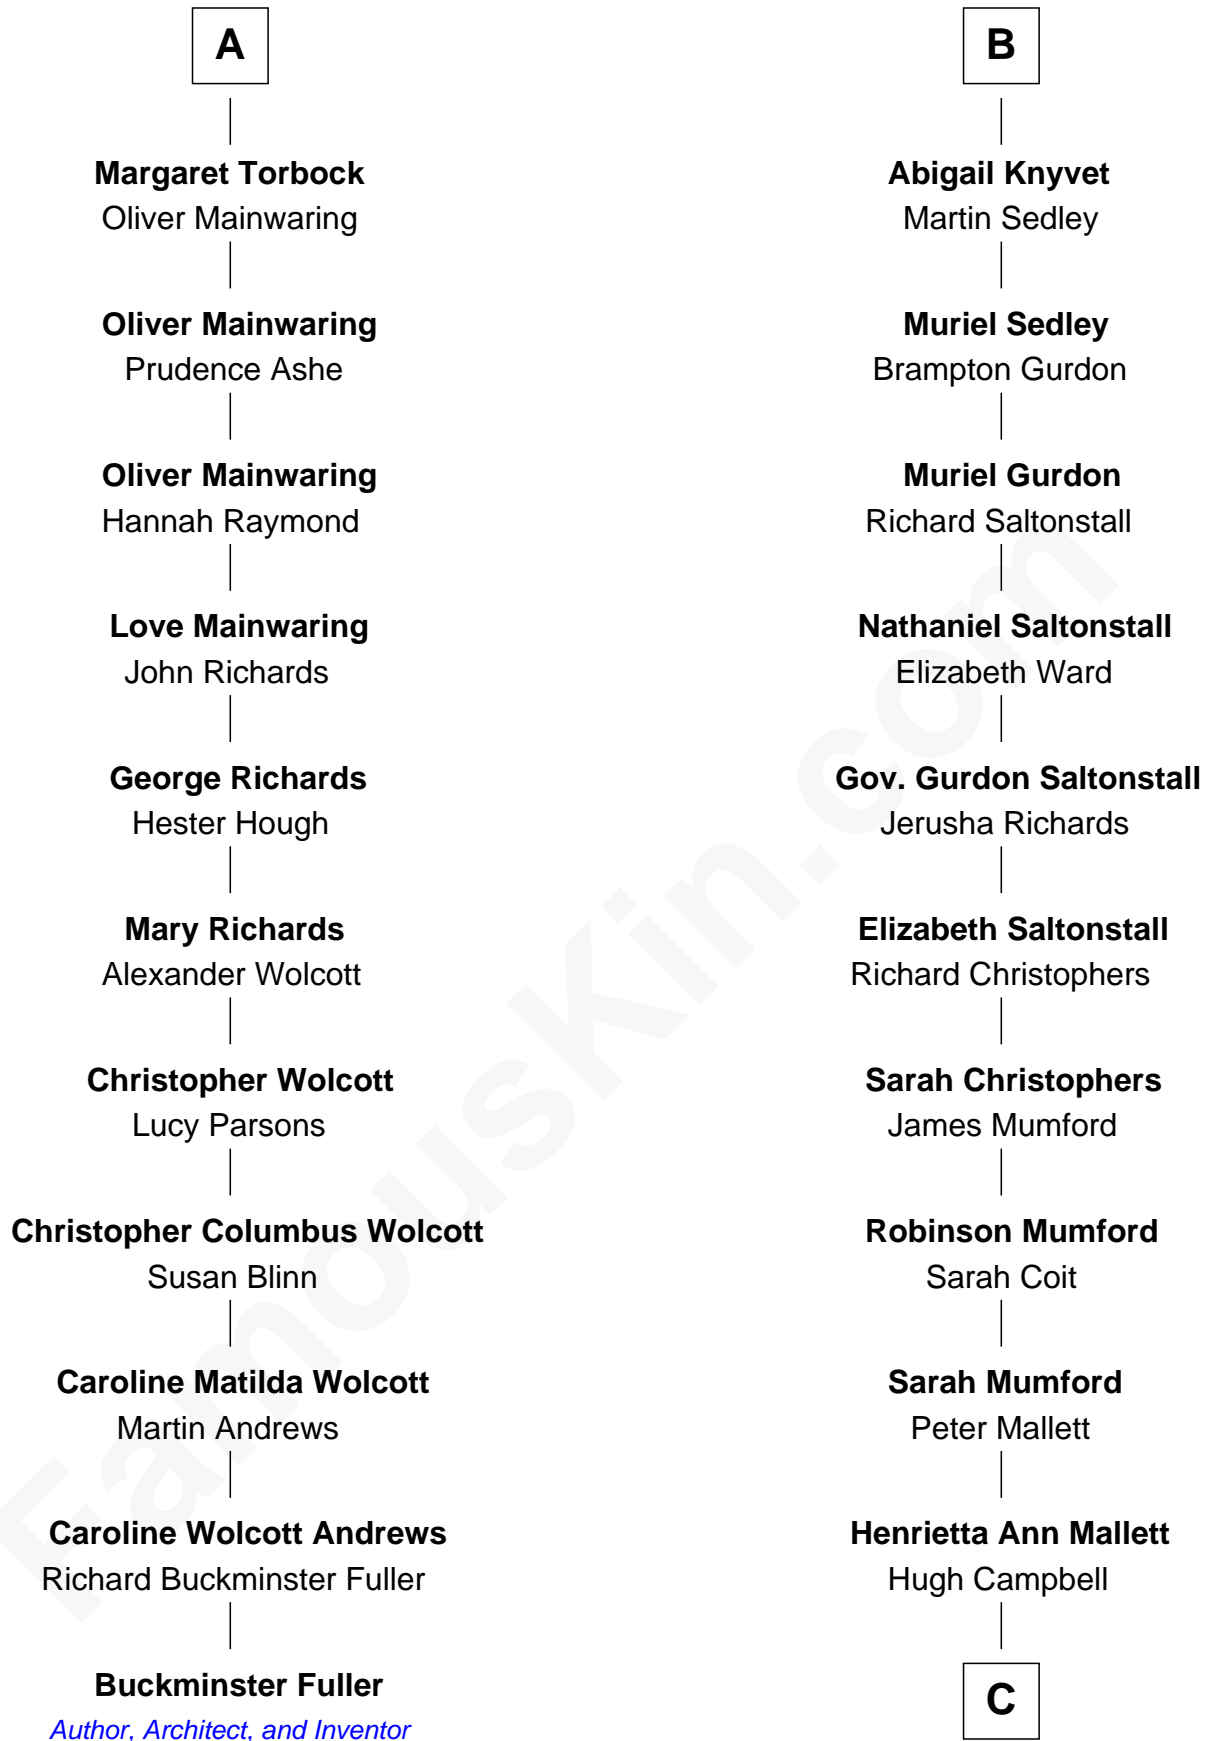 A
Margaret Torbock
Oliver Mainwaring
Oliver Mainwaring
Prudence Ashe
Oliver Mainwaring
Hannah Raymond
Love Mainwaring
John Richards
George Richards
Hester Hough
Mary Richards
Alexander Wolcott
Christopher Wolcott
Lucy Parsons
Christopher Columbus Wolcott
Susan Blinn
Caroline Matilda Wolcott
Martin Andrews
Caroline Wolcott Andrews
Richard Buckminster Fuller
Buckminster Fuller
Author, Architect, and Inventor
B
Abigail Knyvet
Martin Sedley
Muriel Sedley
Brampton Gurdon
Muriel Gurdon
Richard Saltonstall
Nathaniel Saltonstall
Elizabeth Ward
Gov. Gurdon Saltonstall
Jerusha Richards
Elizabeth Saltonstall
Richard Christophers
Sarah Christophers
James Mumford
Robinson Mumford
Sarah Coit
Sarah Mumford
Peter Mallett
Henrietta Ann Mallett
Hugh Campbell
C
FamousKin.com